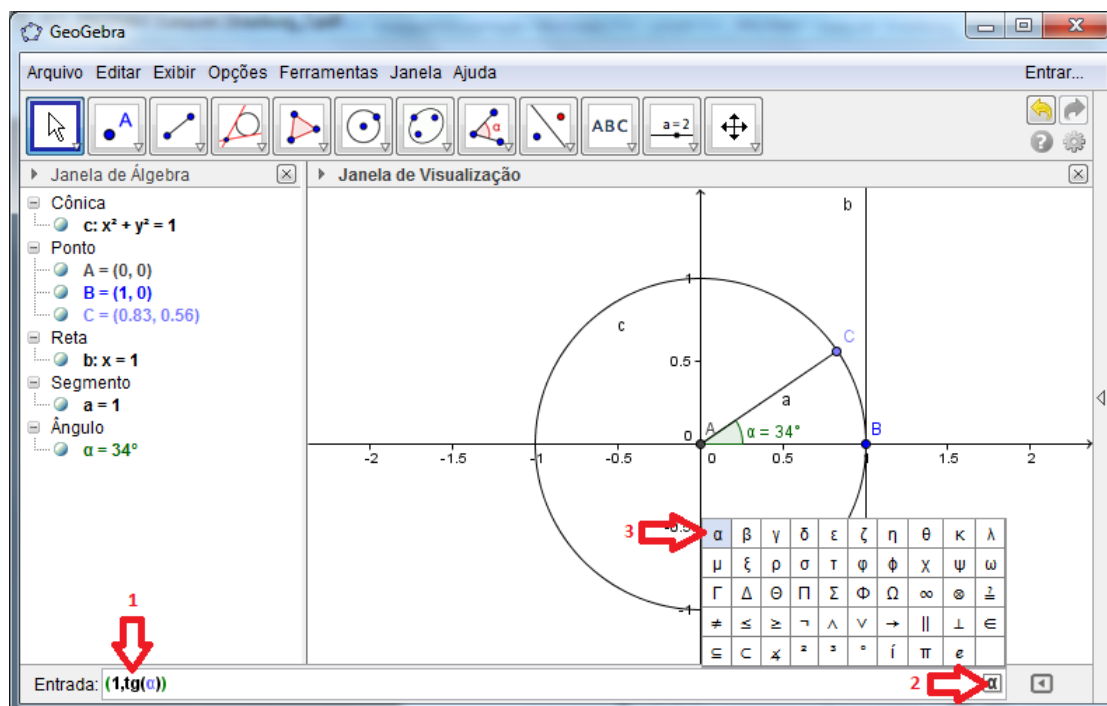 GeoGebra
Arquivo Editar Exibir Opções Ferramentas Janela Ajuda Entrar...
A α ABC a=2
Janela de Álgebra
Cônica
c: x² + y² = 1
Ponto
A = (0, 0)
B = (1, 0)
C = (0.83, 0.56)
Reta
b: x = 1
Segmento
a = 1
Ângulo
α = 34°
Janela de Visualização
b
1
c
C
0.5
a
0 A α = 34° B
-2 -1.5 -1 -0.5 0 0.5 1 1.5 2
3 -0.5 α β γ δ ε ζ η θ κ λ
μ ξ ρ σ τ φ ϕ χ ψ ω
Γ Δ Θ Π Σ Φ Ω ∞ ⊗ ≟
-1
≠ ≤ ≥ ¬ ∧ ∨ → ∥ ⊥ ∈
⊆ ⊂ ∡ ² ³ ° í π ℯ
1
Entrada: (1,tg(α))
2 α